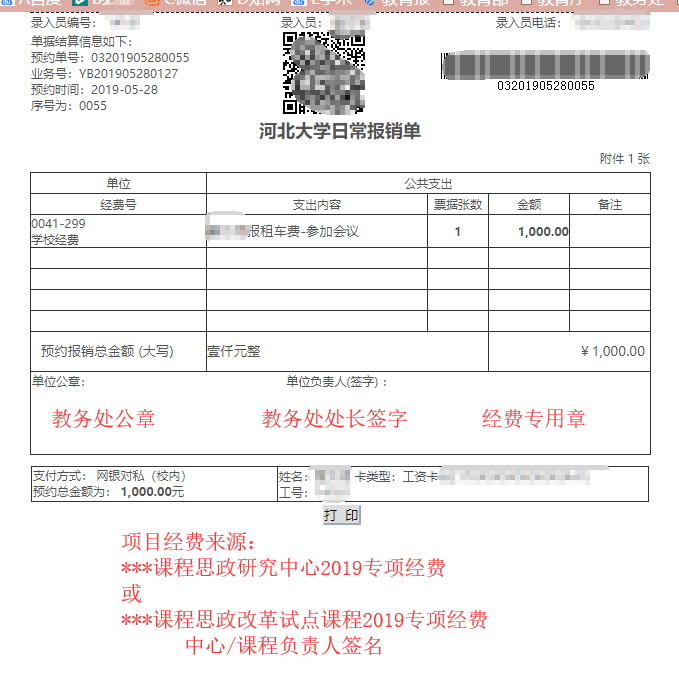 录入员编号： 录入员： 录入员电话：
单据结算信息如下：
预约单号：03201905280055
业务号：YB201905280127
预约时间：2019-05-28
序号为：0055
03201905280055
河北大学日常报销单
附件 1 张
单位 公共支出
经费号 支出内容 票据张数 金额 备注
0041-299
学校经费
报租车费-参加会议 1 1,000.00
预约报销总金额 (大写) 壹仟元整 ¥ 1,000.00
单位公章： 单位负责人(签字)：
教务处公章 教务处处长签字 经费专用章
支付方式： 网银对私（校内）
预约总金额为： 1,000.00元
姓名： 卡类型：工资卡
工号：
打 印
项目经费来源：
***课程思政研究中心2019专项经费
或
***课程思政改革试点课程2019专项经费
中心/课程负责人签名